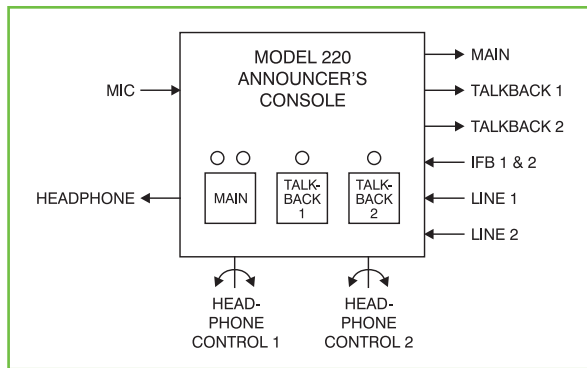 MODEL 220
ANNOUNCER'S
CONSOLE
MIC
HEADPHONE
MAIN
TALKBACK 1
TALKBACK 2
IFB 1 & 2
LINE 1
LINE 2
MAIN
TALK-
BACK
1
TALK-
BACK
2
HEAD-
PHONE
CONTROL 1
HEAD-
PHONE
CONTROL 2